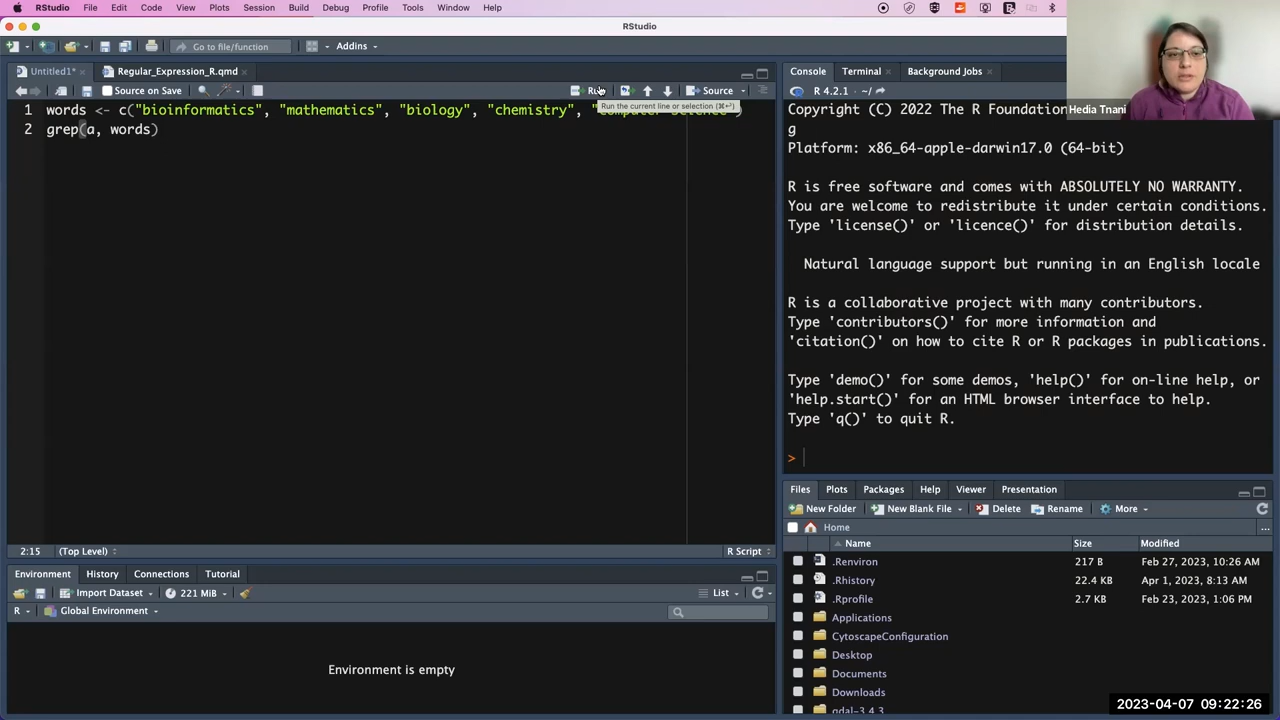 RStudio File Edit Code View Plots Session Build Debug Profile Tools Window Help
RStudio
Go to file/function Addins
Untitled1* × Regular_Expression_R.qmd ×
Source on Save Run Source
Run the current line or selection (⌘⏎)
1 words <- c("bioinformatics", "mathematics", "biology", "chemistry",
2 grep(a, words)
2:15 (Top Level) R Script
Environment History Connections Tutorial
Import Dataset 221 MiB List
R Global Environment
Environment is empty
Console Terminal × Background Jobs ×
R 4.2.1 · ~/
Copyright (C) 2022 The R Foundation
g
Platform: x86_64-apple-darwin17.0 (64-bit)
R is free software and comes with ABSOLUTELY NO WARRANTY.
You are welcome to redistribute it under certain conditions.
Type 'license()' or 'licence()' for distribution details.
Natural language support but running in an English locale
R is a collaborative project with many contributors.
Type 'contributors()' for more information and
'citation()' on how to cite R or R packages in publications.
Type 'demo()' for some demos, 'help()' for on-line help, or
'help.start()' for an HTML browser interface to help.
Type 'q()' to quit R.
>
Files Plots Packages Help Viewer Presentation
New Folder New Blank File Delete Rename More
Home
Name Size Modified
.Renviron 217 B Feb 27, 2023, 10:26 AM
.Rhistory 22.4 KB Apr 1, 2023, 8:13 AM
.Rprofile 2.7 KB Feb 23, 2023, 1:06 PM
Applications
CytoscapeConfiguration
Desktop
Documents
Downloads
gdal-3.4.3
Hedia Tnani
2023-04-07 09:22:26